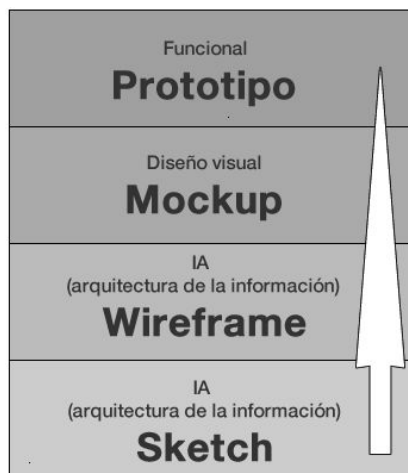 Funcional
Prototipo
Diseño visual
Mockup
IA
(arquitectura de la información)
Wireframe
IA
(arquitectura de la información)
Sketch